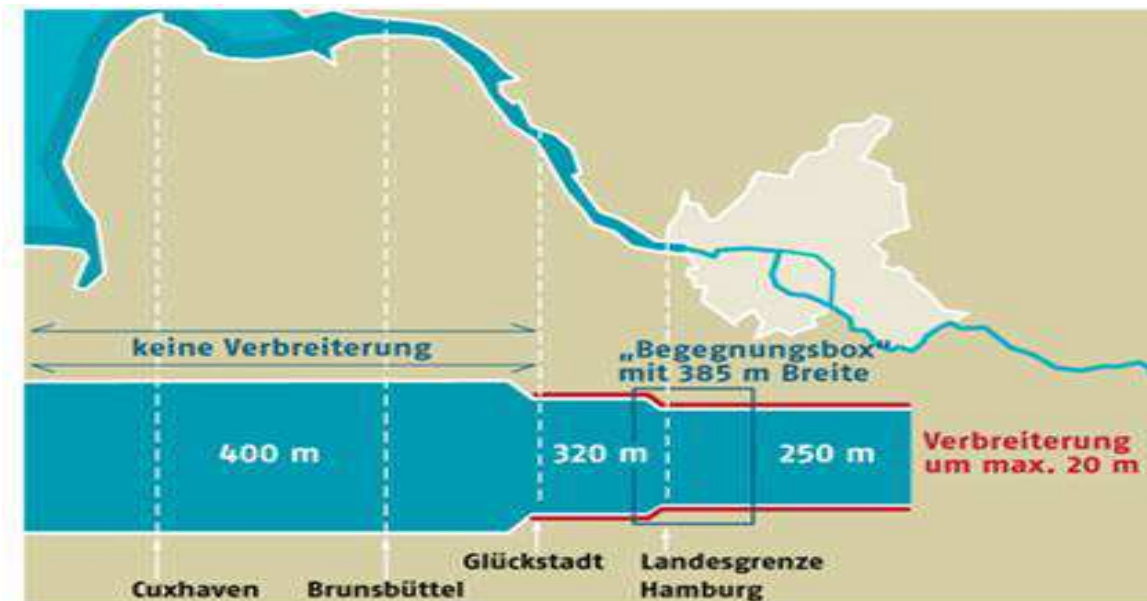 keine Verbreiterung
„Begegnungsbox“
mit 385 m Breite
400 m
320 m
250 m
Verbreiterung
um max. 20 m
Glückstadt
Landesgrenze
Hamburg
Cuxhaven
Brunsbüttel